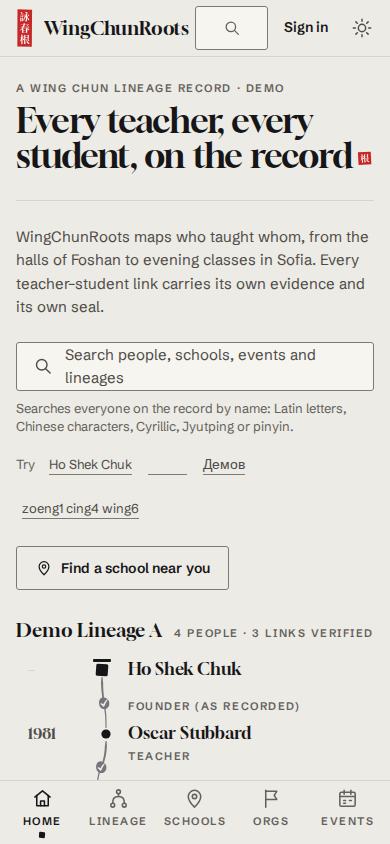 詠春根 WingChunRoots Sign in
A WING CHUN LINEAGE RECORD · DEMO
Every teacher, every
student, on the record 根
WingChunRoots maps who taught whom, from the
halls of Foshan to evening classes in Sofia. Every
teacher–student link carries its own evidence and
its own seal.
Search people, schools, events and
lineages
Searches everyone on the record by name: Latin letters,
Chinese characters, Cyrillic, Jyutping or pinyin.
Try Ho Shek Chuk Демов
zoeng1 cing4 wing6
Find a school near you
Demo Lineage A 4 PEOPLE · 3 LINKS VERIFIED
– Ho Shek Chuk
FOUNDER (AS RECORDED)
1981 Oscar Stubbard
TEACHER
HOME LINEAGE SCHOOLS ORGS EVENTS